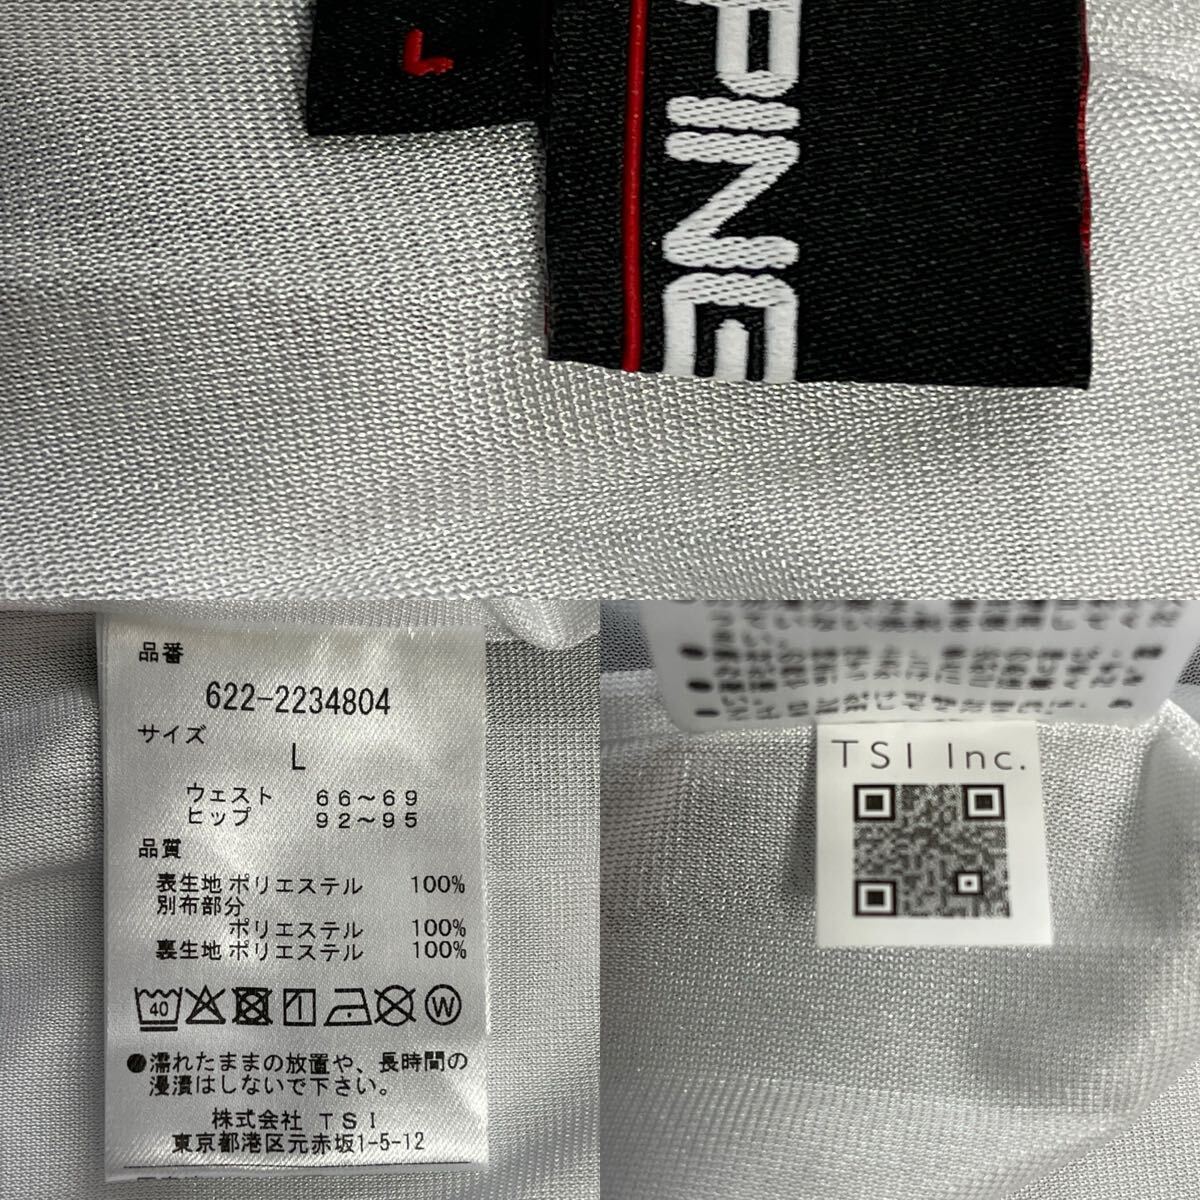 L
PING
品番
622-2234804
サイズ
L
ウェスト 66～69
ヒップ 92～95
品質
表生地 ポリエステル 100%
別布部分
ポリエステル 100%
裏生地 ポリエステル 100%
40
W
●濡れたままの放置や、長時間の
浸漬はしないで下さい。
株式会社 TSI
東京都港区元赤坂1-5-12
TSI Inc.